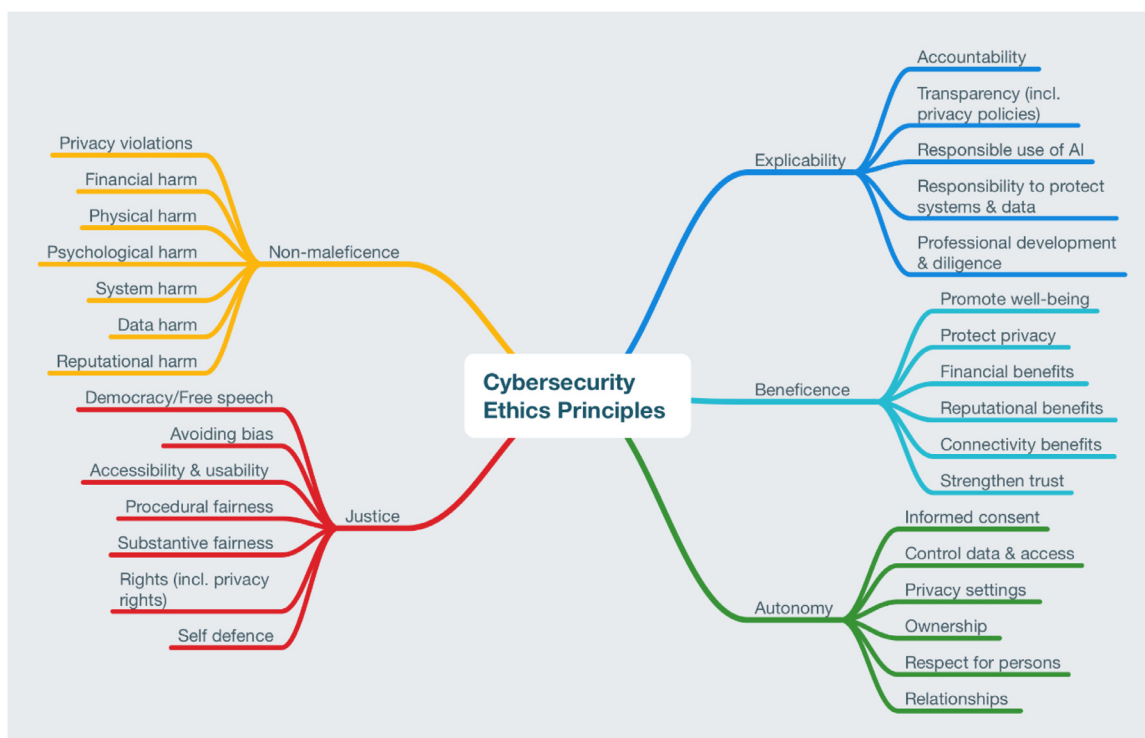 Cybersecurity
Ethics Principles
Explicability
Accountability
Transparency (incl.
privacy policies)
Responsible use of AI
Responsibility to protect
systems & data
Professional development
& diligence
Beneficence
Promote well-being
Protect privacy
Financial benefits
Reputational benefits
Connectivity benefits
Strengthen trust
Autonomy
Informed consent
Control data & access
Privacy settings
Ownership
Respect for persons
Relationships
Non-maleficence
Privacy violations
Financial harm
Physical harm
Psychological harm
System harm
Data harm
Reputational harm
Justice
Democracy/Free speech
Avoiding bias
Accessibility & usability
Procedural fairness
Substantive fairness
Rights (incl. privacy
rights)
Self defence